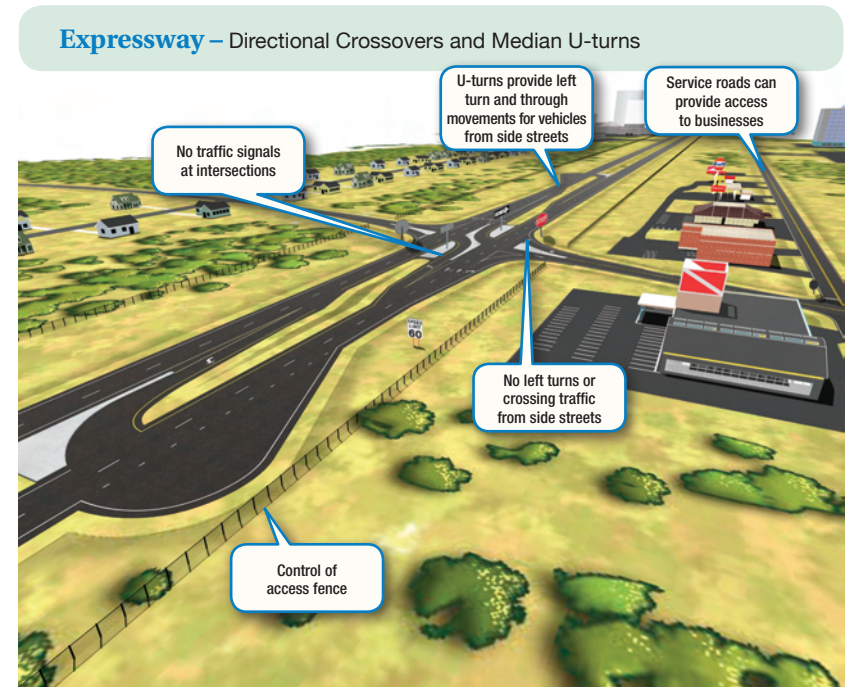 Expressway – Directional Crossovers and Median U-turns
U-turns provide left
turn and through
movements for vehicles
from side streets
Service roads can
provide access
to businesses
No traffic signals
at intersections
SPEED
LIMIT
60
No left turns or
crossing traffic
from side streets
Control of
access fence